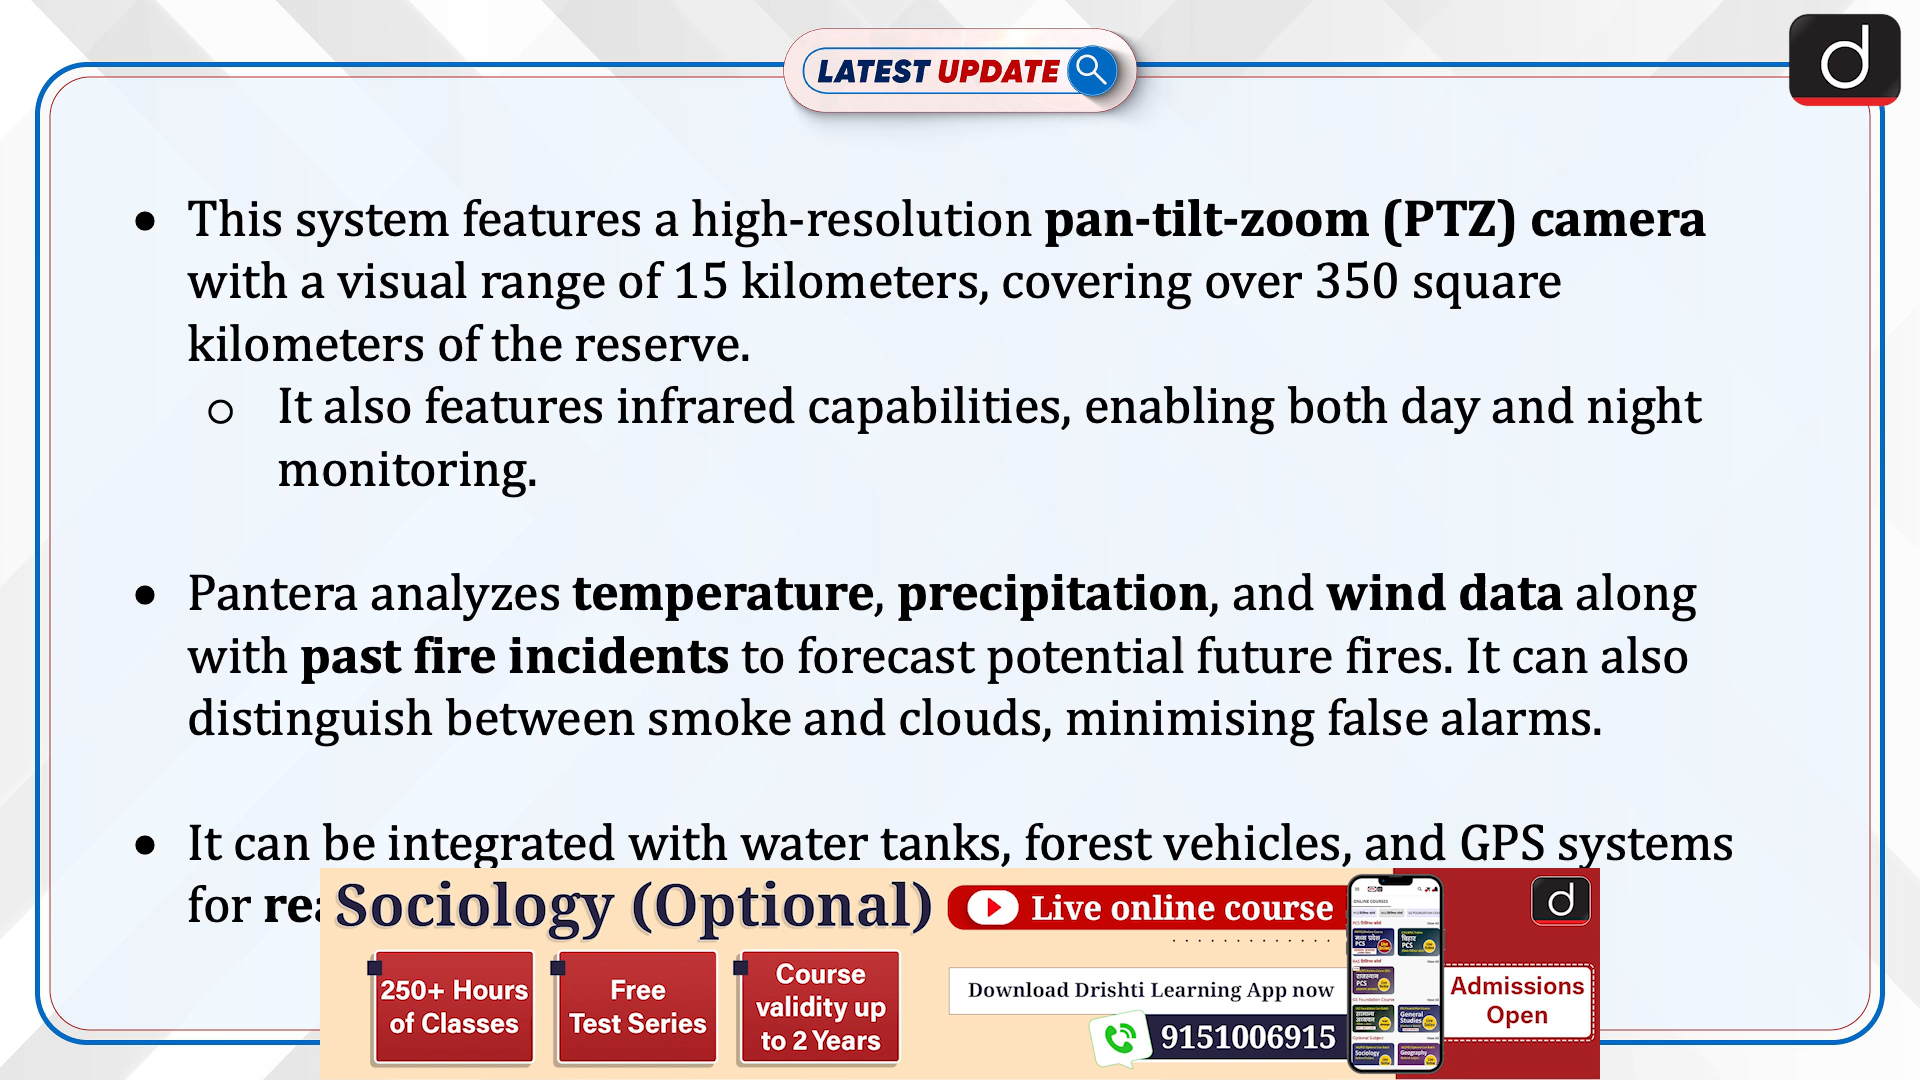 LATEST UPDATE
d
● This system features a high-resolution pan-tilt-zoom (PTZ) camera
with a visual range of 15 kilometers, covering over 350 square
kilometers of the reserve.
o It also features infrared capabilities, enabling both day and night
monitoring.
● Pantera analyzes temperature, precipitation, and wind data along
with past fire incidents to forecast potential future fires. It can also
distinguish between smoke and clouds, minimising false alarms.
● It can be integrated with water tanks, forest vehicles, and GPS systems
for
Sociology (Optional)
250+ Hours
of Classes
Free
Test Series
Course
validity up
to 2 Years
Live online course
Download Drishti Learning App now
9151006915
d
Admissions
Open